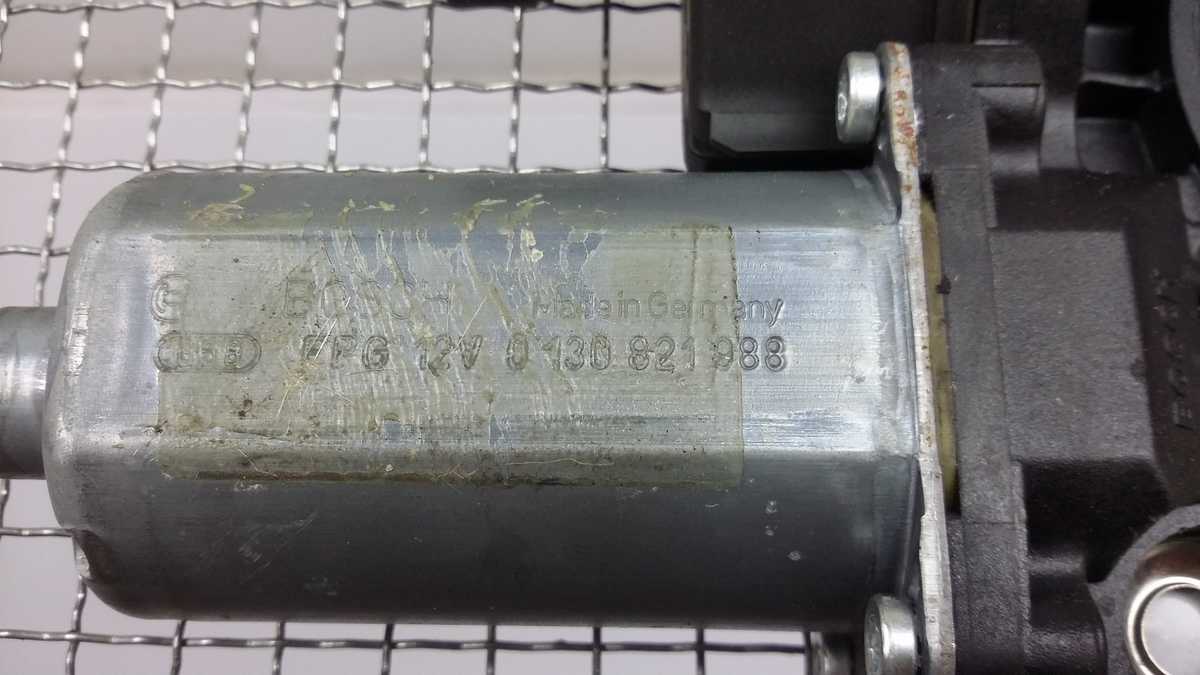 BOSCH Made in Germany
FPG 12V 0 130 821 988